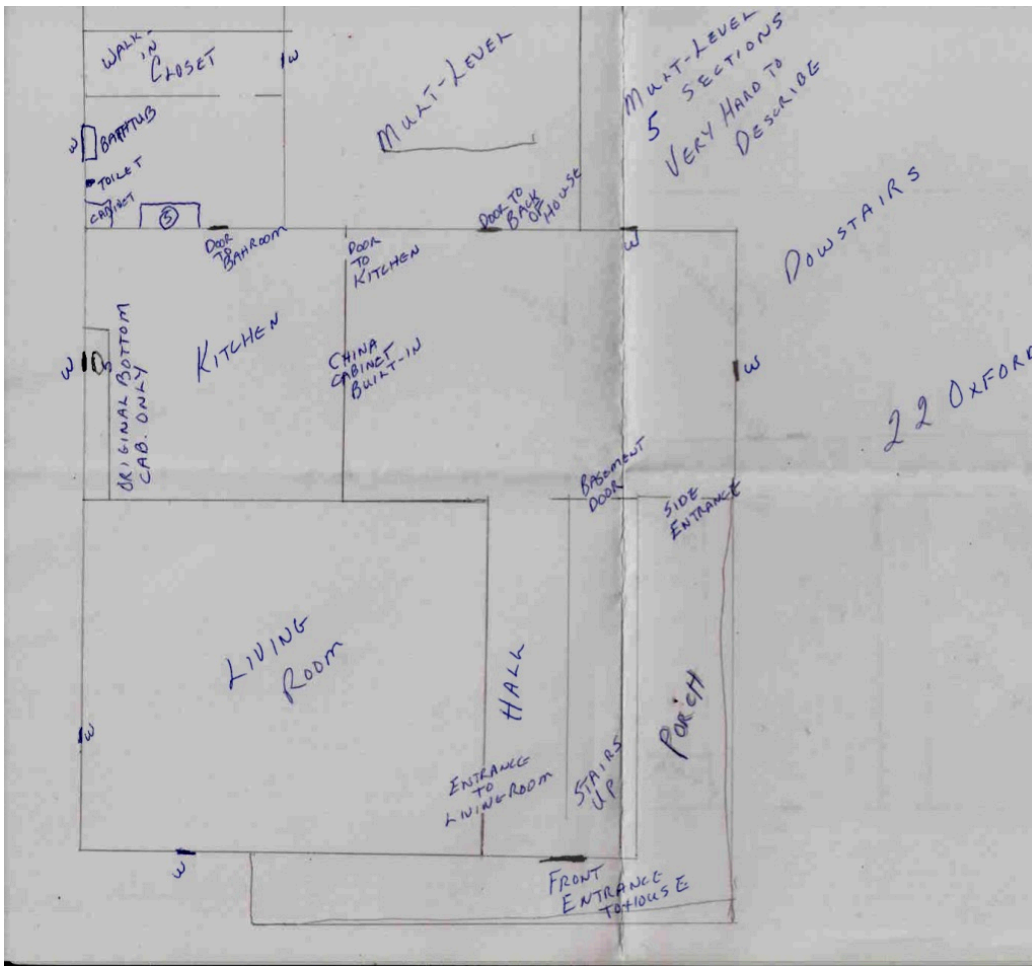 WALK-
IN
CLOSET
W
MULT-LEVEL
MULT-LEVEL
5 SECTIONS
VERY HARD TO
DESCRIBE
W
BATHTUB
TOILET
CABINET
S
DOOR
TO
BAHROOM
DOOR
TO
KITCHEN
DOOR TO
BACK
OF
HOUSE
W
DOWSTAIRS
22 OXFORD
W
S
ORIGINAL BOTTOM
CAB. ONLY
KITCHEN
CHINA
CABINET
BUILT-IN
W
BASEMENT
DOOR
SIDE
ENTRANCE
LIVING
ROOM
HALL
PORCH
W
ENTRANCE
TO
LIVINGROOM
STAIRS
UP
W
FRONT
ENTRANCE
TO HOUSE